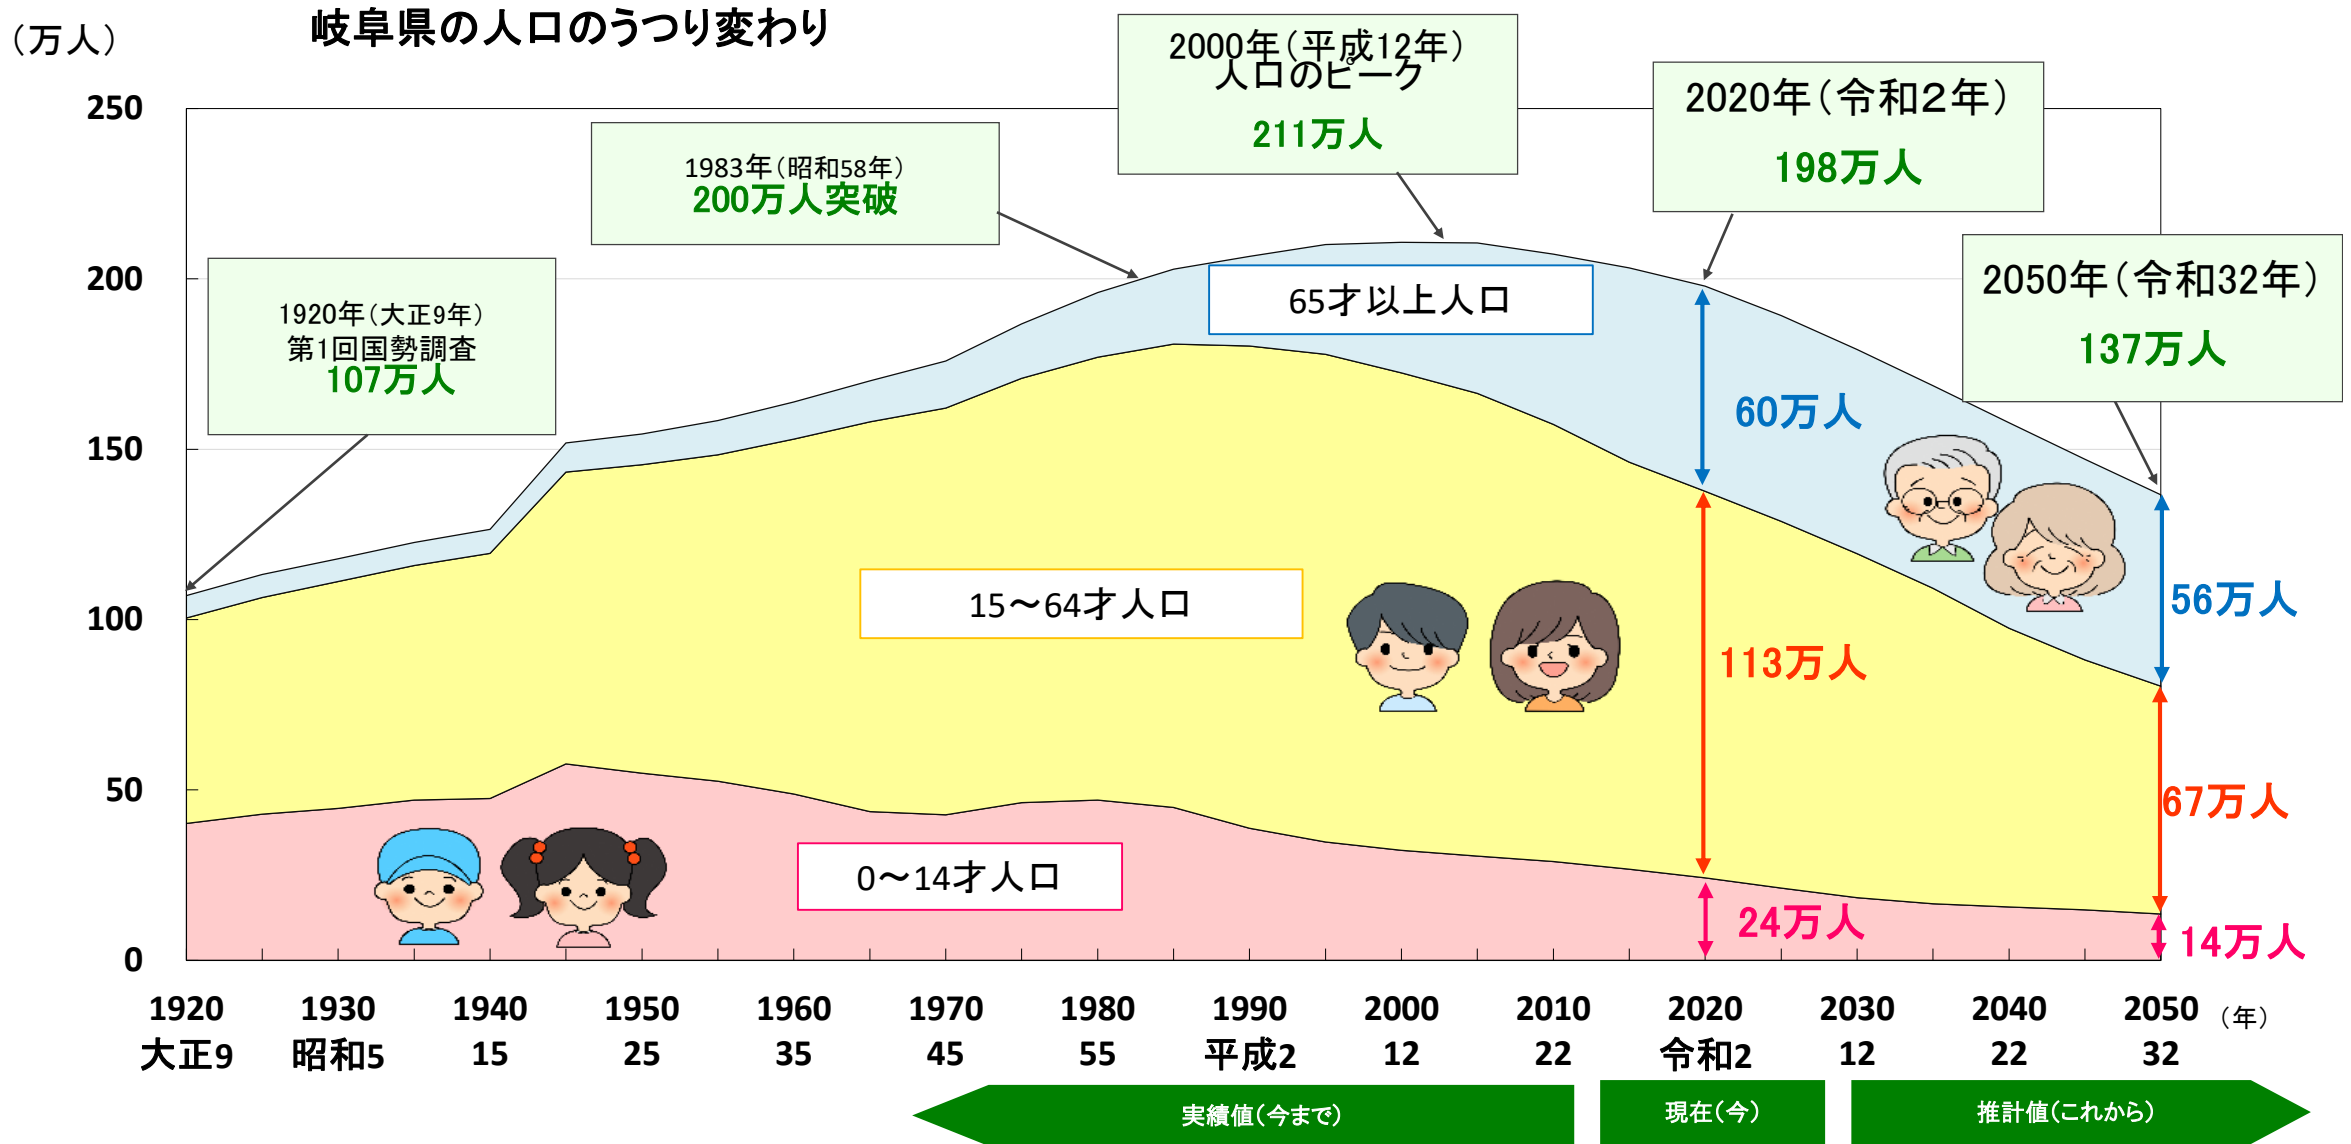 岐阜県の人口のうつり変わり
（万人）
2000年（平成12年）
人口のピーク
211万人
2020年（令和２年）
198万人
1983年（昭和58年）
200万人突破
2050年（令和32年）
137万人
1920年（大正9年）
第1回国勢調査
107万人
250
200
150
100
50
0
65才以上人口
15～64才人口
0～14才人口
60万人
113万人
24万人
56万人
67万人
14万人
1920 1930 1940 1950 1960 1970 1980 1990 2000 2010 2020 2030 2040 2050 （年）
大正9 昭和5 15 25 35 45 55 平成2 12 22 令和2 12 22 32
実績値（今まで） 現在（今） 推計値（これから）